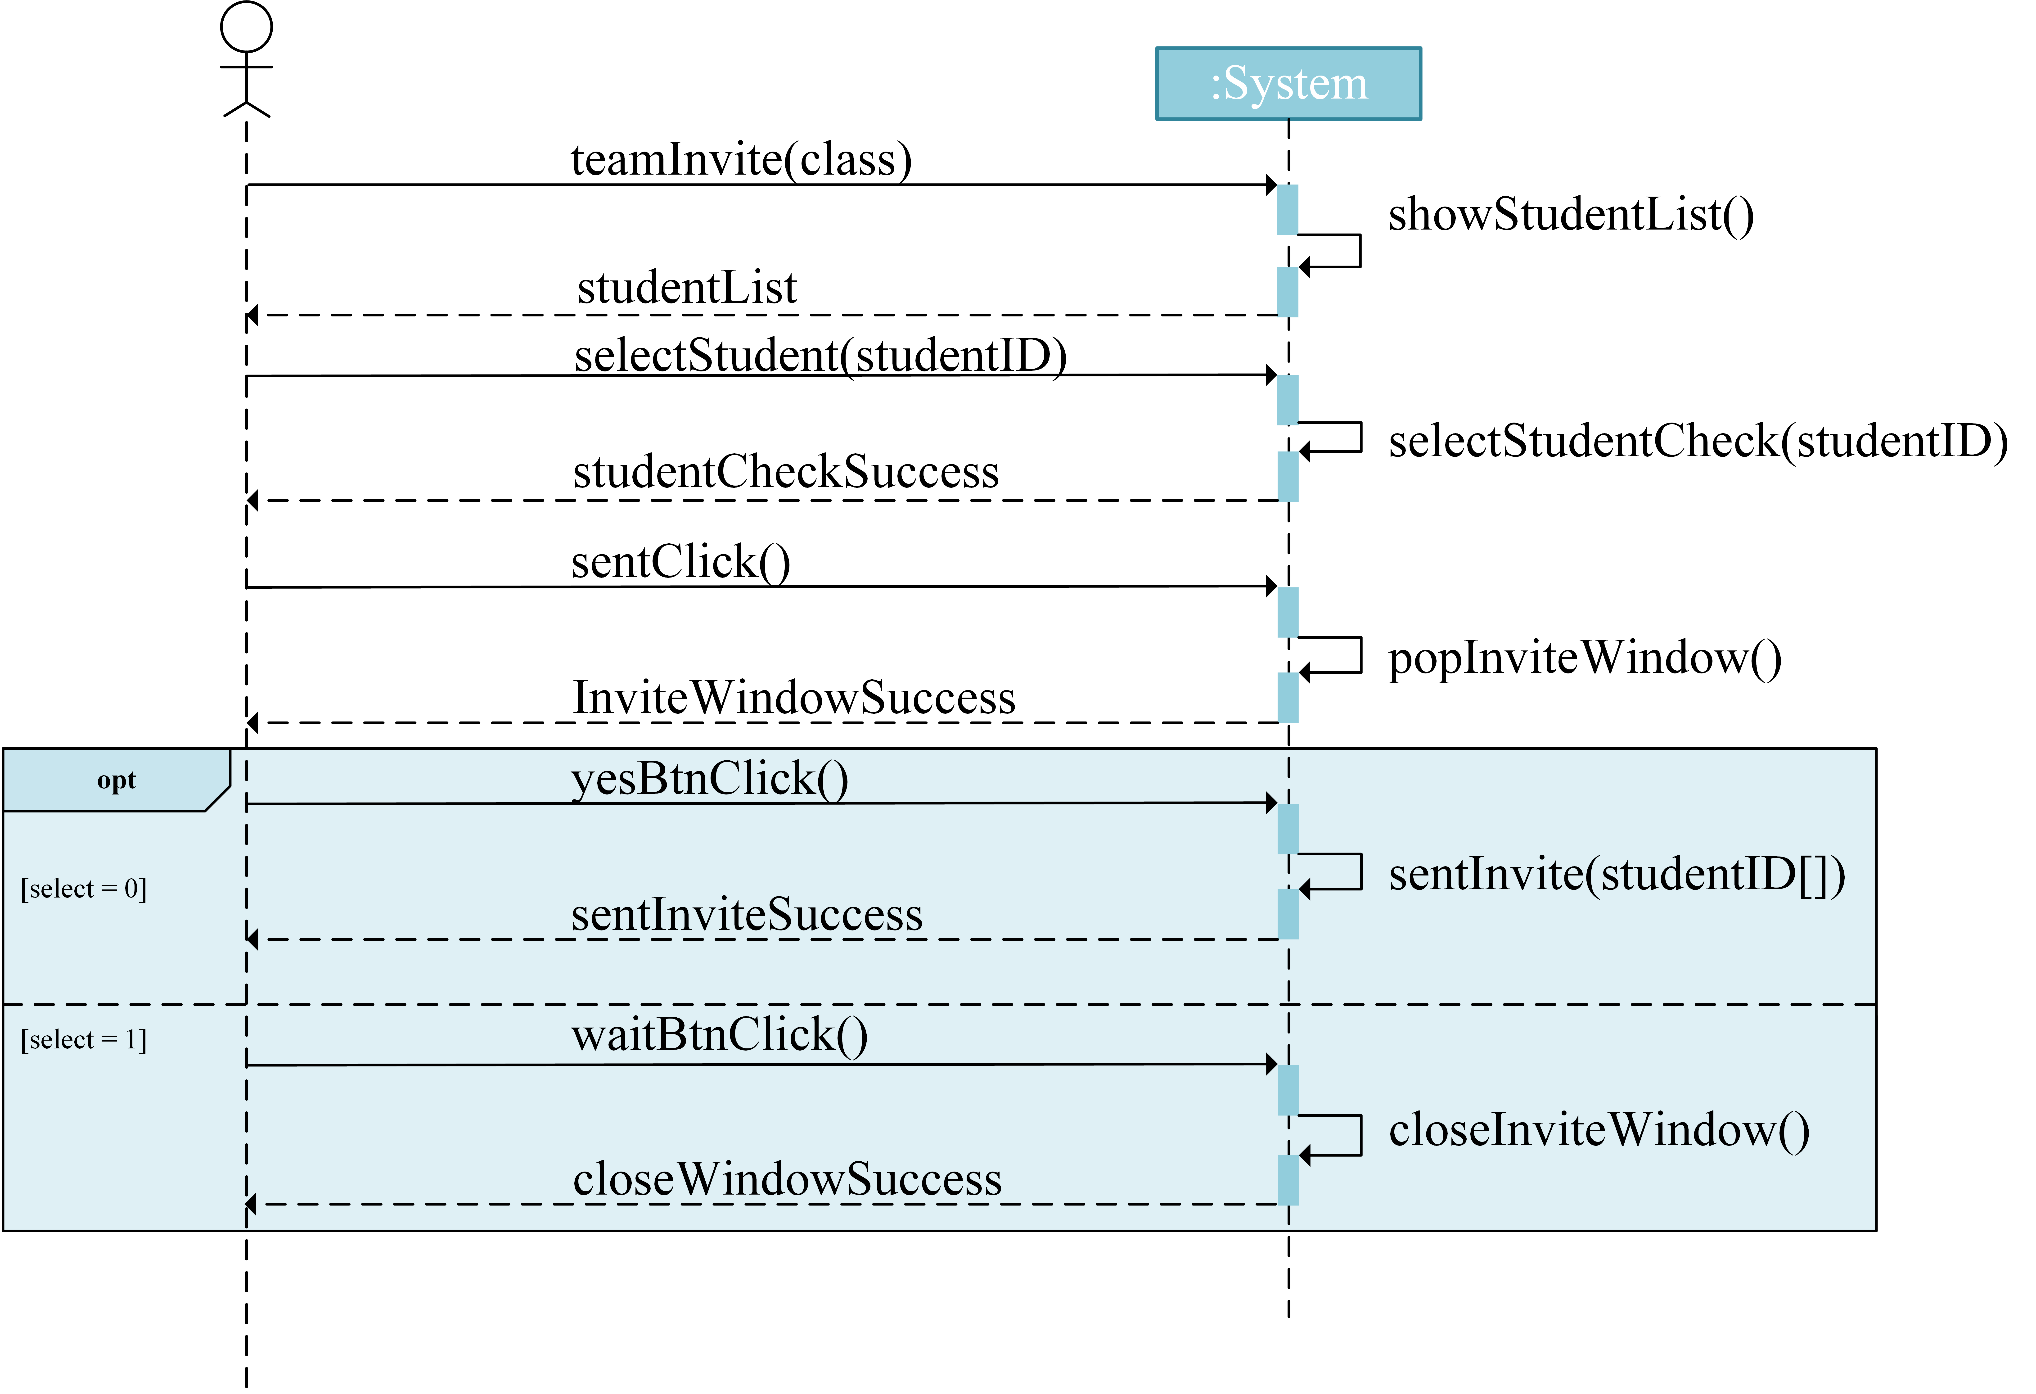 :System
teamInvite(class)
showStudentList()
studentList
selectStudent(studentID)
selectStudentCheck(studentID)
studentCheckSuccess
sentClick()
popInviteWindow()
InviteWindowSuccess
opt
yesBtnClick()
[select = 0]
sentInvite(studentID[])
sentInviteSuccess
[select = 1]
waitBtnClick()
closeInviteWindow()
closeWindowSuccess